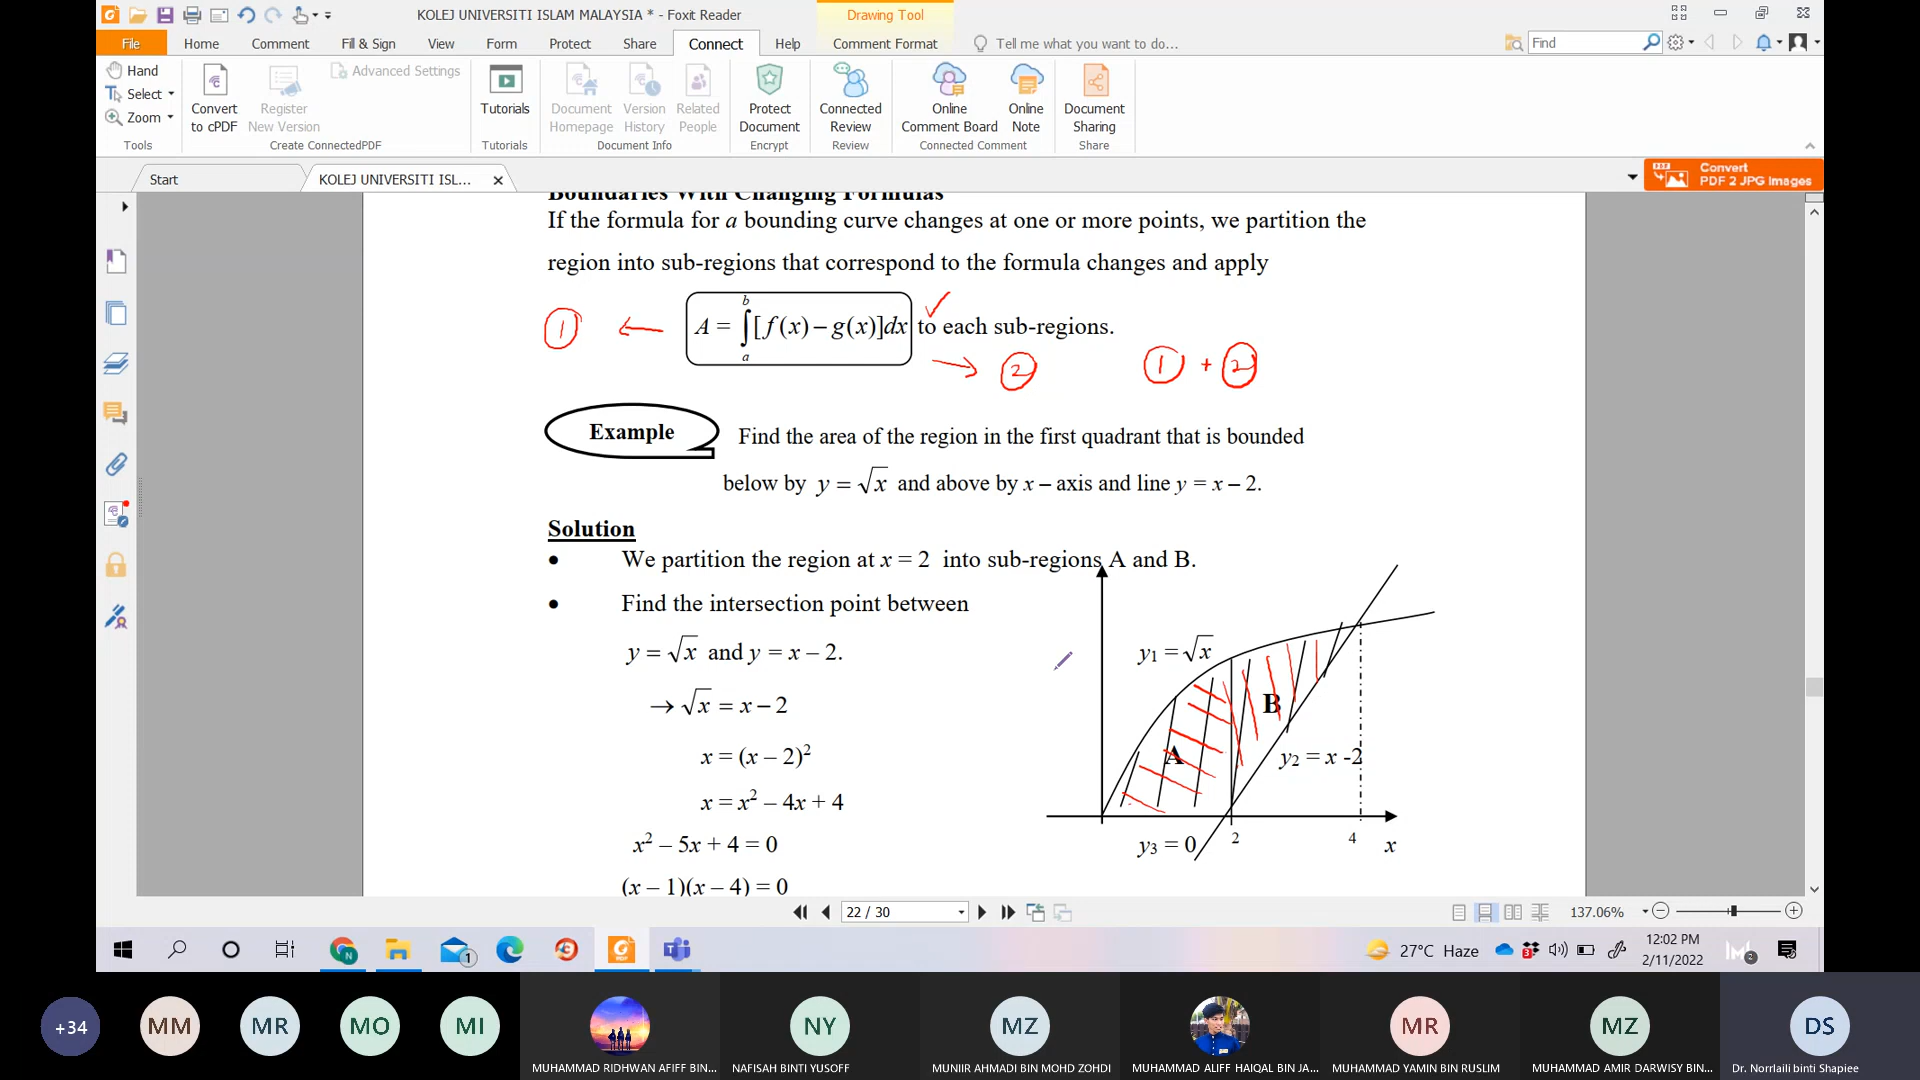 KOLEJ UNIVERSITI ISLAM MALAYSIA * - Foxit Reader
Drawing Tool
File Home Comment Fill & Sign View Form Protect Share Connect Help Comment Format Tell me what you want to do... Find
Hand
Select
Zoom
Tools
Convert to cPDF
Register New Version
Advanced Settings
Create ConnectedPDF
Tutorials
Tutorials
Document Homepage
Version History
Related People
Document Info
Protect Document
Encrypt
Connected Review
Review
Online Comment Board
Online Note
Connected Comment
Document Sharing
Share
Start
KOLEJ UNIVERSITI ISL...
Convert
PDF 2 JPG Images
Boundaries With Changing Formulas
If the formula for a bounding curve changes at one or more points, we partition the
region into sub-regions that correspond to the formula changes and apply
① ← A = ∫_a^b [f(x) – g(x)]dx ✓ to each sub-regions.
→ ② ① + ②
Example Find the area of the region in the first quadrant that is bounded
below by y = √x and above by x – axis and line y = x – 2.
Solution
• We partition the region at x = 2 into sub-regions A and B.
• Find the intersection point between
y = √x and y = x – 2.
→ √x = x – 2
x = (x – 2)²
x = x² – 4x + 4
x² – 5x + 4 = 0
(x – 1)(x – 4) = 0
y₁ = √x
B
A
y₂ = x -2
y₃ = 0
2
4
x
22 / 30
137.06%
1
N
27°C Haze
3
12:02 PM
2/11/2022
2
+34
MM
MR
MO
MI
MUHAMMAD RIDHWAN AFIFF BIN...
NY
NAFISAH BINTI YUSOFF
MZ
MUNIIR AHMADI BIN MOHD ZOHDI
MUHAMMAD ALIFF HAIQAL BIN JA...
MR
MUHAMMAD YAMIN BIN RUSLIM
MZ
MUHAMMAD AMIR DARWISY BIN...
DS
Dr. Norrlaili binti Shapiee